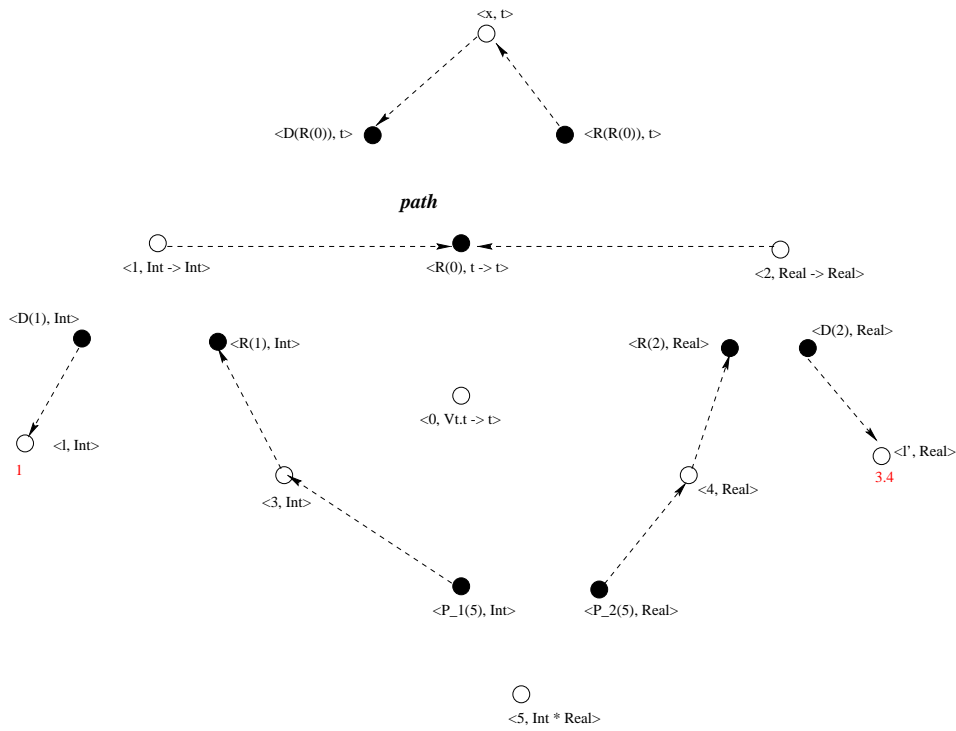 <x, t>
<D(R(0)), t>
<R(R(0)), t>
path
<1, Int -> Int>
<R(0), t -> t>
<2, Real -> Real>
<D(1), Int>
<R(1), Int>
<R(2), Real>
<D(2), Real>
<0, Vt.t -> t>
<l, Int>
<l', Real>
1
3.4
<3, Int>
<4, Real>
<P_1(5), Int>
<P_2(5), Real>
<5, Int * Real>